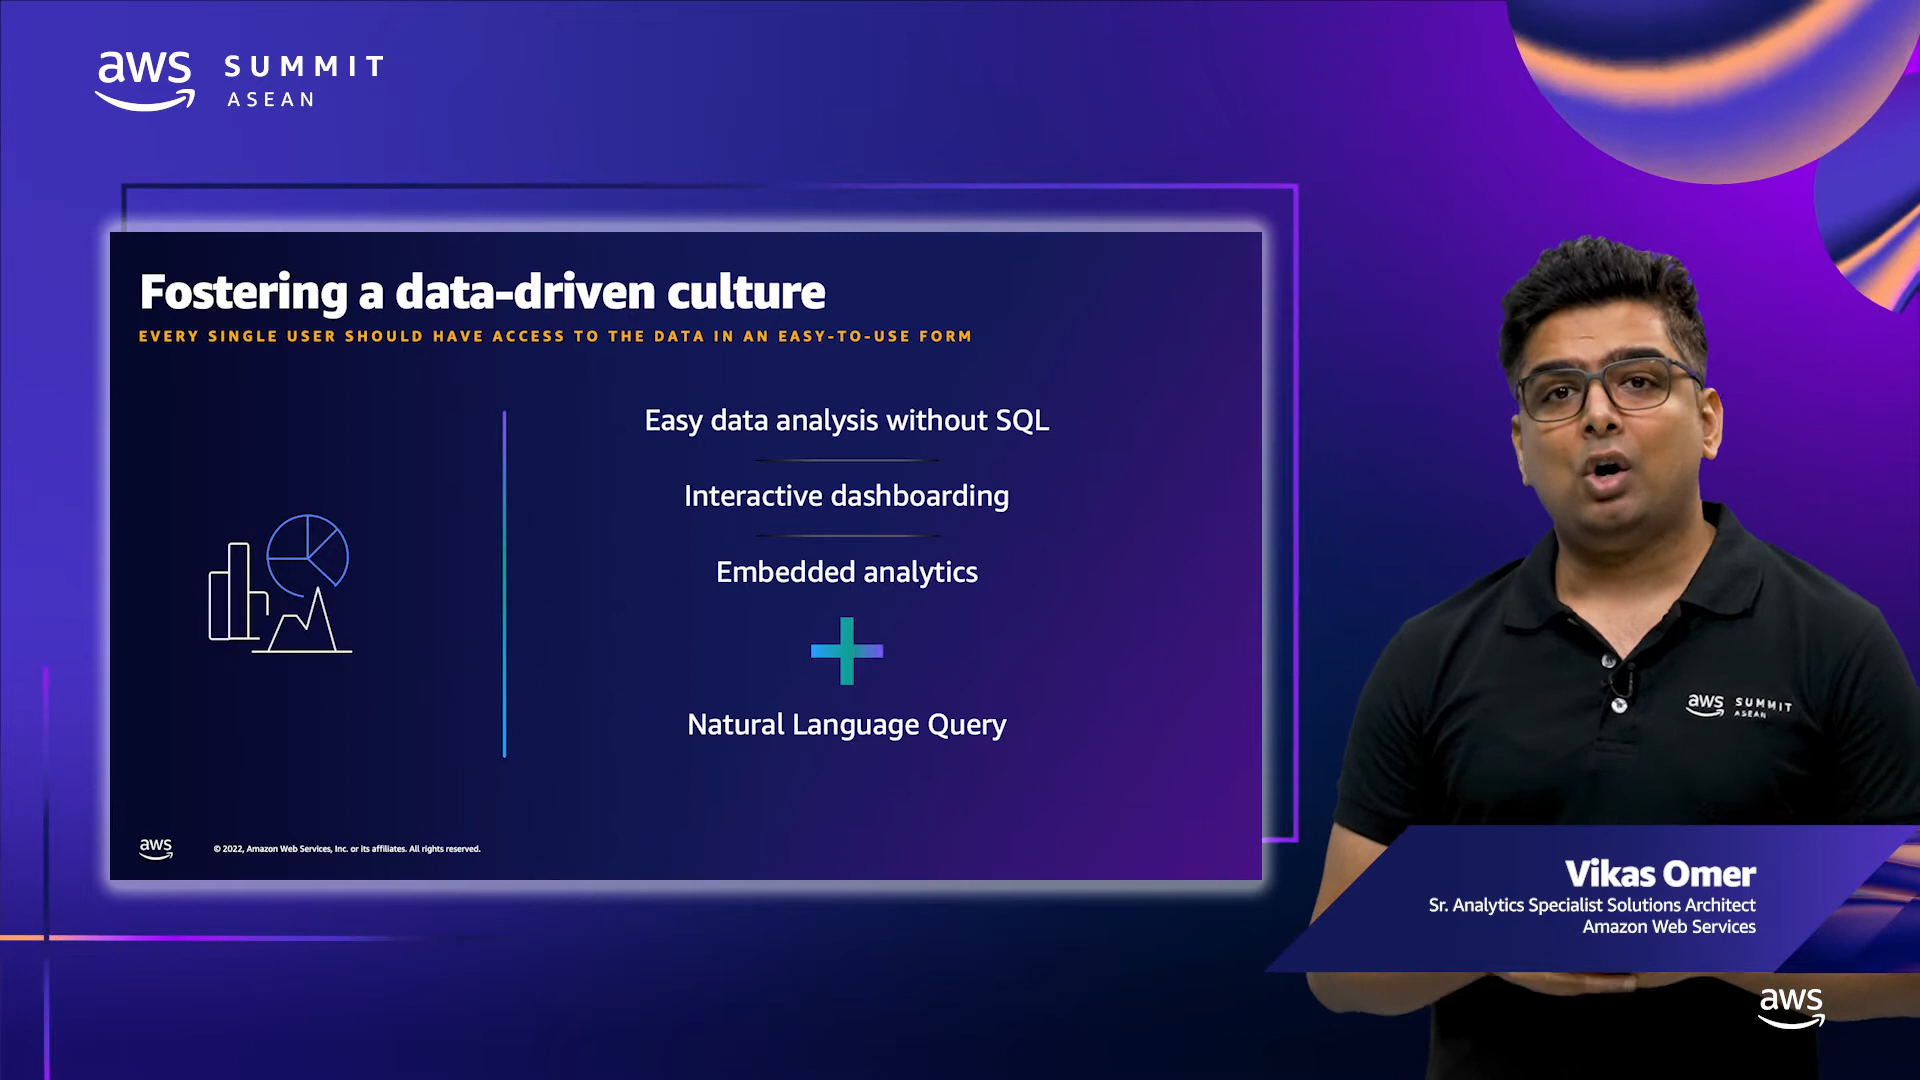 aws SUMMIT
ASEAN
Fostering a data-driven culture
EVERY SINGLE USER SHOULD HAVE ACCESS TO THE DATA IN AN EASY-TO-USE FORM
Easy data analysis without SQL
Interactive dashboarding
Embedded analytics
Natural Language Query
aws © 2022, Amazon Web Services, Inc. or its affiliates. All rights reserved.
aws SUMMIT
ASEAN
Vikas Omer
Sr. Analytics Specialist Solutions Architect
Amazon Web Services
aws